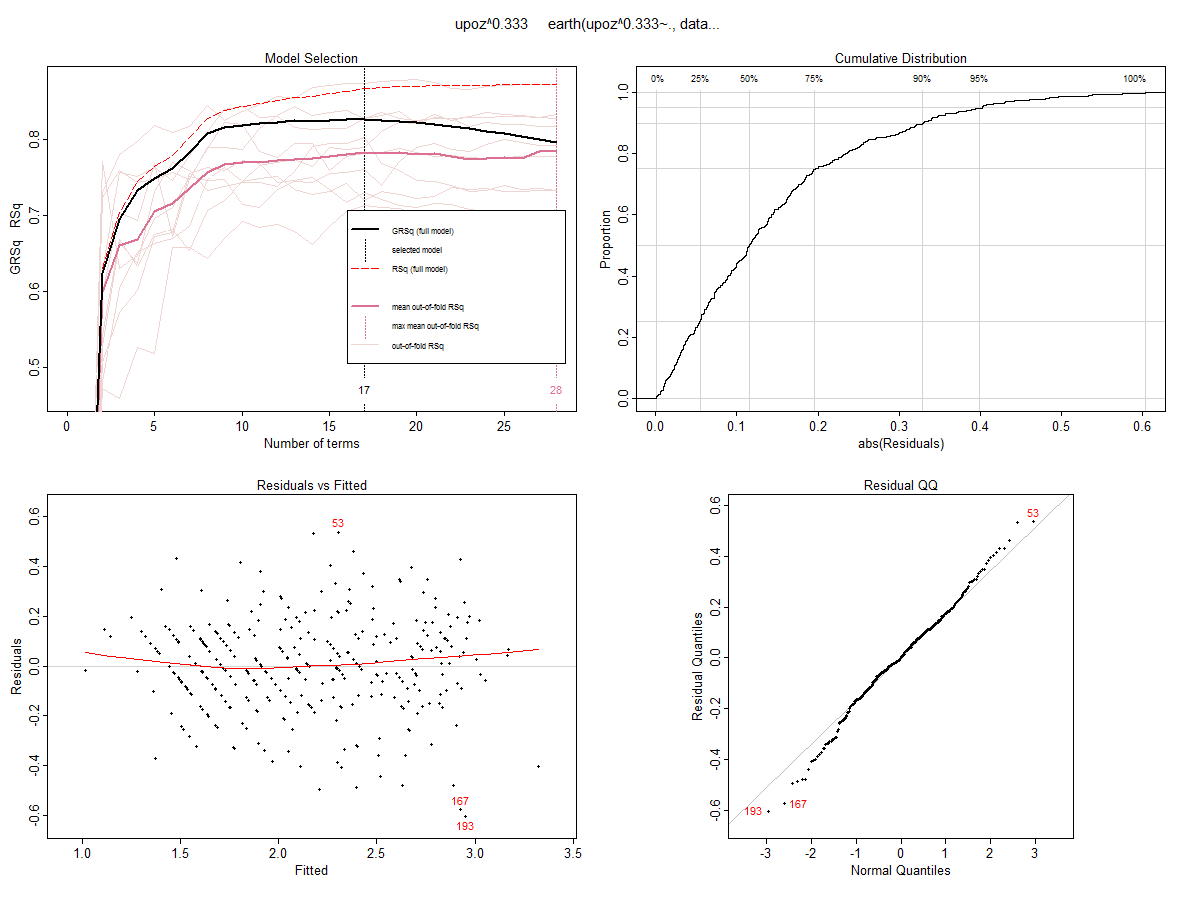 upoz^0.333     earth(upoz^0.333~., data...
Model Selection
GRSq   RSq
0.5 0.6 0.7 0.8
GRSq (full model)
selected model
RSq (full model)
mean out-of-fold RSq
max mean out-of-fold RSq
out-of-fold RSq
17 28
0 5 10 15 20 25
Number of terms
Cumulative Distribution
0% 25% 50% 75% 90% 95% 100%
Proportion
0.0 0.2 0.4 0.6 0.8 1.0
0.0 0.1 0.2 0.3 0.4 0.5 0.6
abs(Residuals)
Residuals vs Fitted
Residuals
-0.6 -0.4 -0.2 0.0 0.2 0.4 0.6
53
167
193
1.0 1.5 2.0 2.5 3.0 3.5
Fitted
Residual QQ
Residual Quantiles
-0.6 -0.4 -0.2 0.0 0.2 0.4 0.6
53
193 167
-3 -2 -1 0 1 2 3
Normal Quantiles